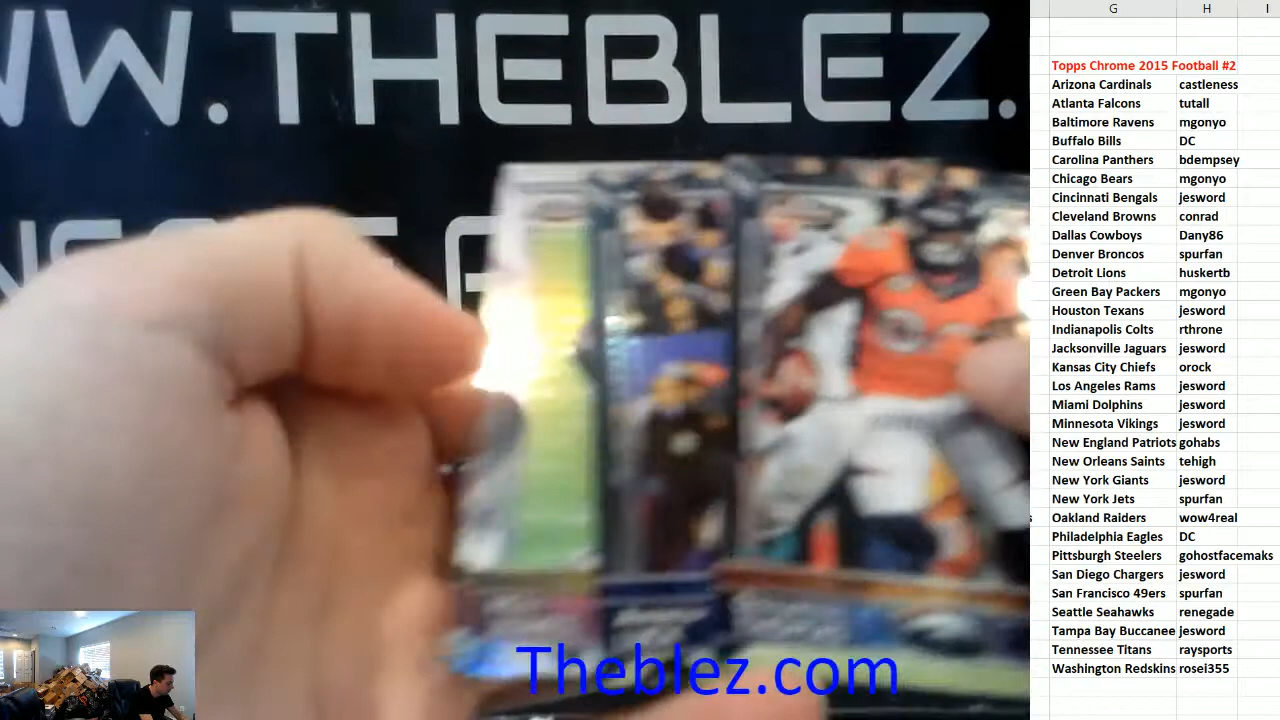 WW.THEBLEZ.
Theblez.com
G H I
Topps Chrome 2015 Football #2
Arizona Cardinals castleness
Atlanta Falcons tutall
Baltimore Ravens mgonyo
Buffalo Bills DC
Carolina Panthers bdempsey
Chicago Bears mgonyo
Cincinnati Bengals jesword
Cleveland Browns conrad
Dallas Cowboys Dany86
Denver Broncos spurfan
Detroit Lions huskertb
Green Bay Packers mgonyo
Houston Texans jesword
Indianapolis Colts rthrone
Jacksonville Jaguars jesword
Kansas City Chiefs orock
Los Angeles Rams jesword
Miami Dolphins jesword
Minnesota Vikings jesword
New England Patriots gohabs
New Orleans Saints tehigh
New York Giants jesword
New York Jets spurfan
Oakland Raiders wow4real
Philadelphia Eagles DC
Pittsburgh Steelers gohostfacemaks
San Diego Chargers jesword
San Francisco 49ers spurfan
Seattle Seahawks renegade
Tampa Bay Buccanee jesword
Tennessee Titans raysports
Washington Redskins rosei355